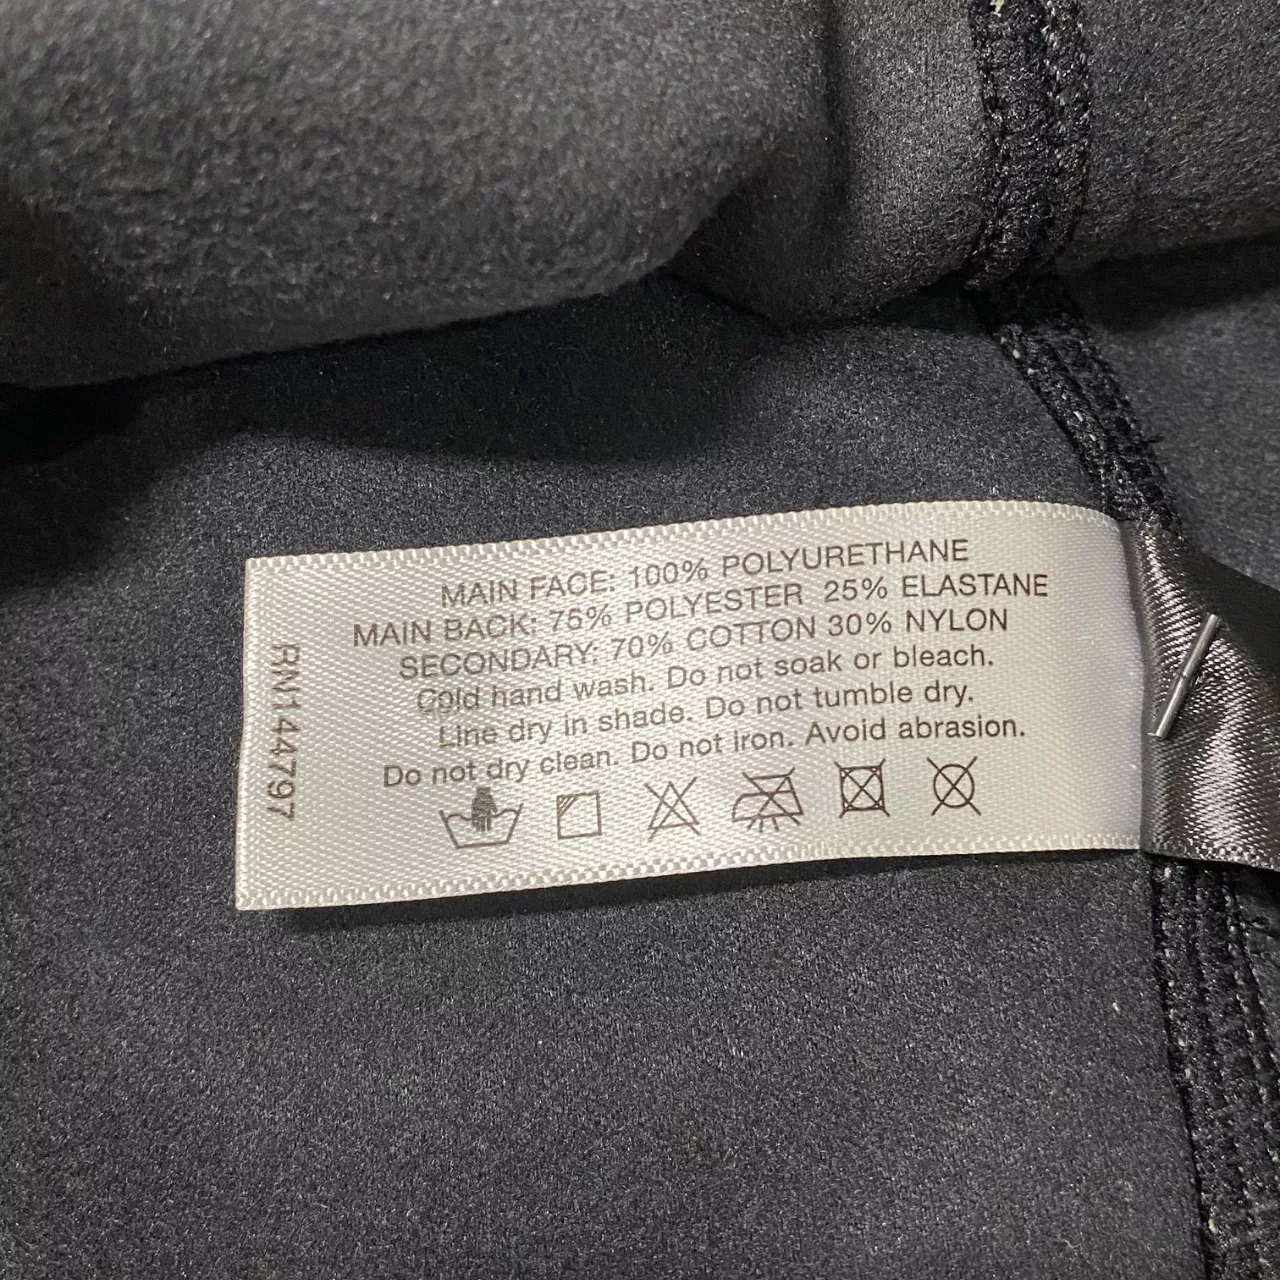 MAIN FACE: 100% POLYURETHANE
MAIN BACK: 75% POLYESTER 25% ELASTANE
SECONDARY: 70% COTTON 30% NYLON
Cold hand wash. Do not soak or bleach.
Line dry in shade. Do not tumble dry.
Do not dry clean. Do not iron. Avoid abrasion.
RN144797